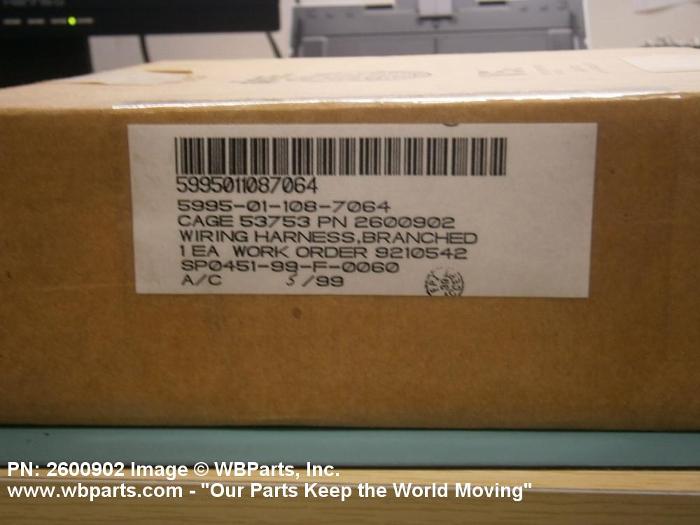 5995011087064
5995-01-108-7064
CAGE 53753 PN 2600902
WIRING HARNESS,BRANCHED
1 EA WORK ORDER 9210542
SP0451-99-F-0060
A/C 5/99
PN: 2600902 Image © WBParts, Inc.
www.wbparts.com - "Our Parts Keep the World Moving"